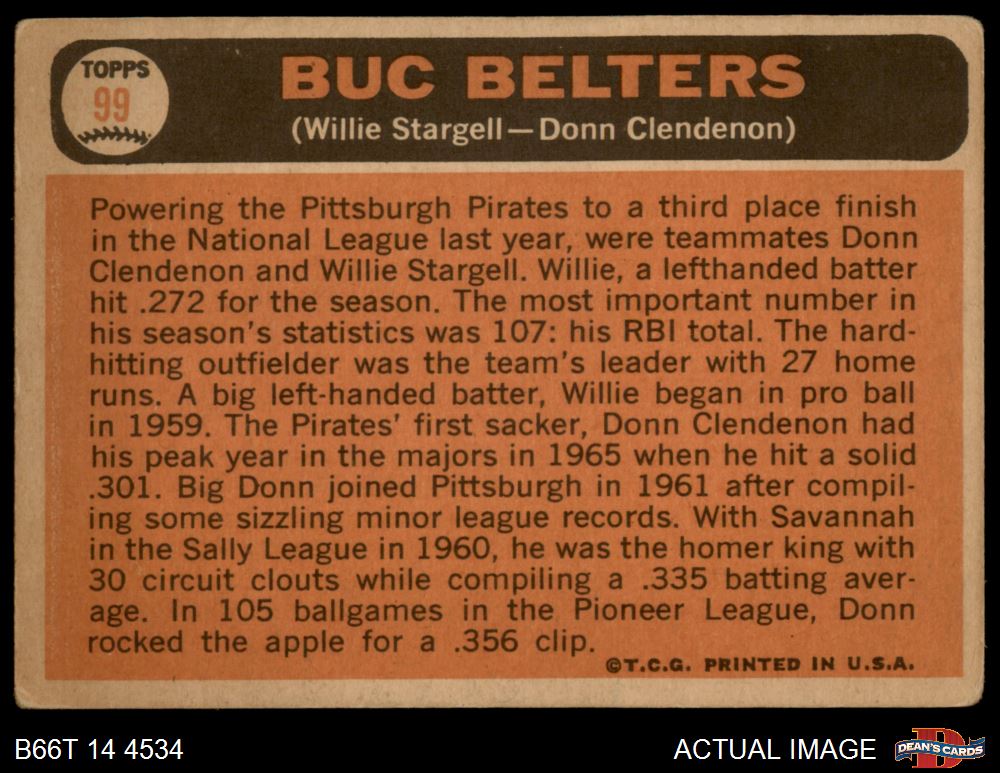 TOPPS
99
BUC BELTERS
(Willie Stargell—Donn Clendenon)
Powering the Pittsburgh Pirates to a third place finish
in the National League last year, were teammates Donn
Clendenon and Willie Stargell. Willie, a lefthanded batter
hit .272 for the season. The most important number in
his season's statistics was 107: his RBI total. The hard-
hitting outfielder was the team's leader with 27 home
runs. A big left-handed batter, Willie began in pro ball
in 1959. The Pirates' first sacker, Donn Clendenon had
his peak year in the majors in 1965 when he hit a solid
.301. Big Donn joined Pittsburgh in 1961 after compil-
ing some sizzling minor league records. With Savannah
in the Sally League in 1960, he was the homer king with
30 circuit clouts while compiling a .335 batting aver-
age. In 105 ballgames in the Pioneer League, Donn
rocked the apple for a .356 clip.
©T.C.G. PRINTED IN U.S.A.
B66T 14 4534
ACTUAL IMAGE
D
DEAN'S CARDS